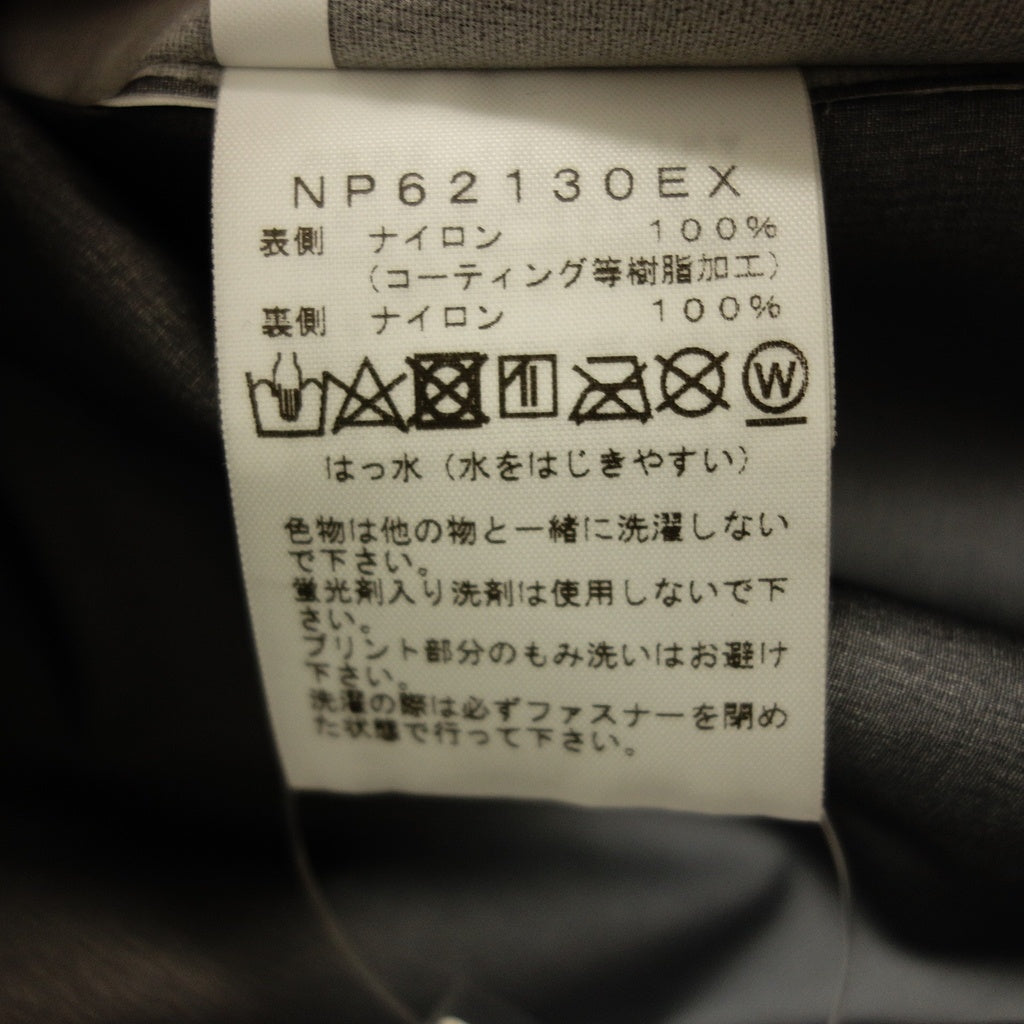 NP62130EX
表側 ナイロン 100%
(コーティング等樹脂加工)
裏側 ナイロン 100%
W
はっ水(水をはじきやすい)
色物は他の物と一緒に洗濯しない
で下さい。
蛍光剤入り洗剤は使用しないで下
さい。
プリント部分のもみ洗いはお避け
下さい。
洗濯の際は必ずファスナーを閉め
た状態で行って下さい。